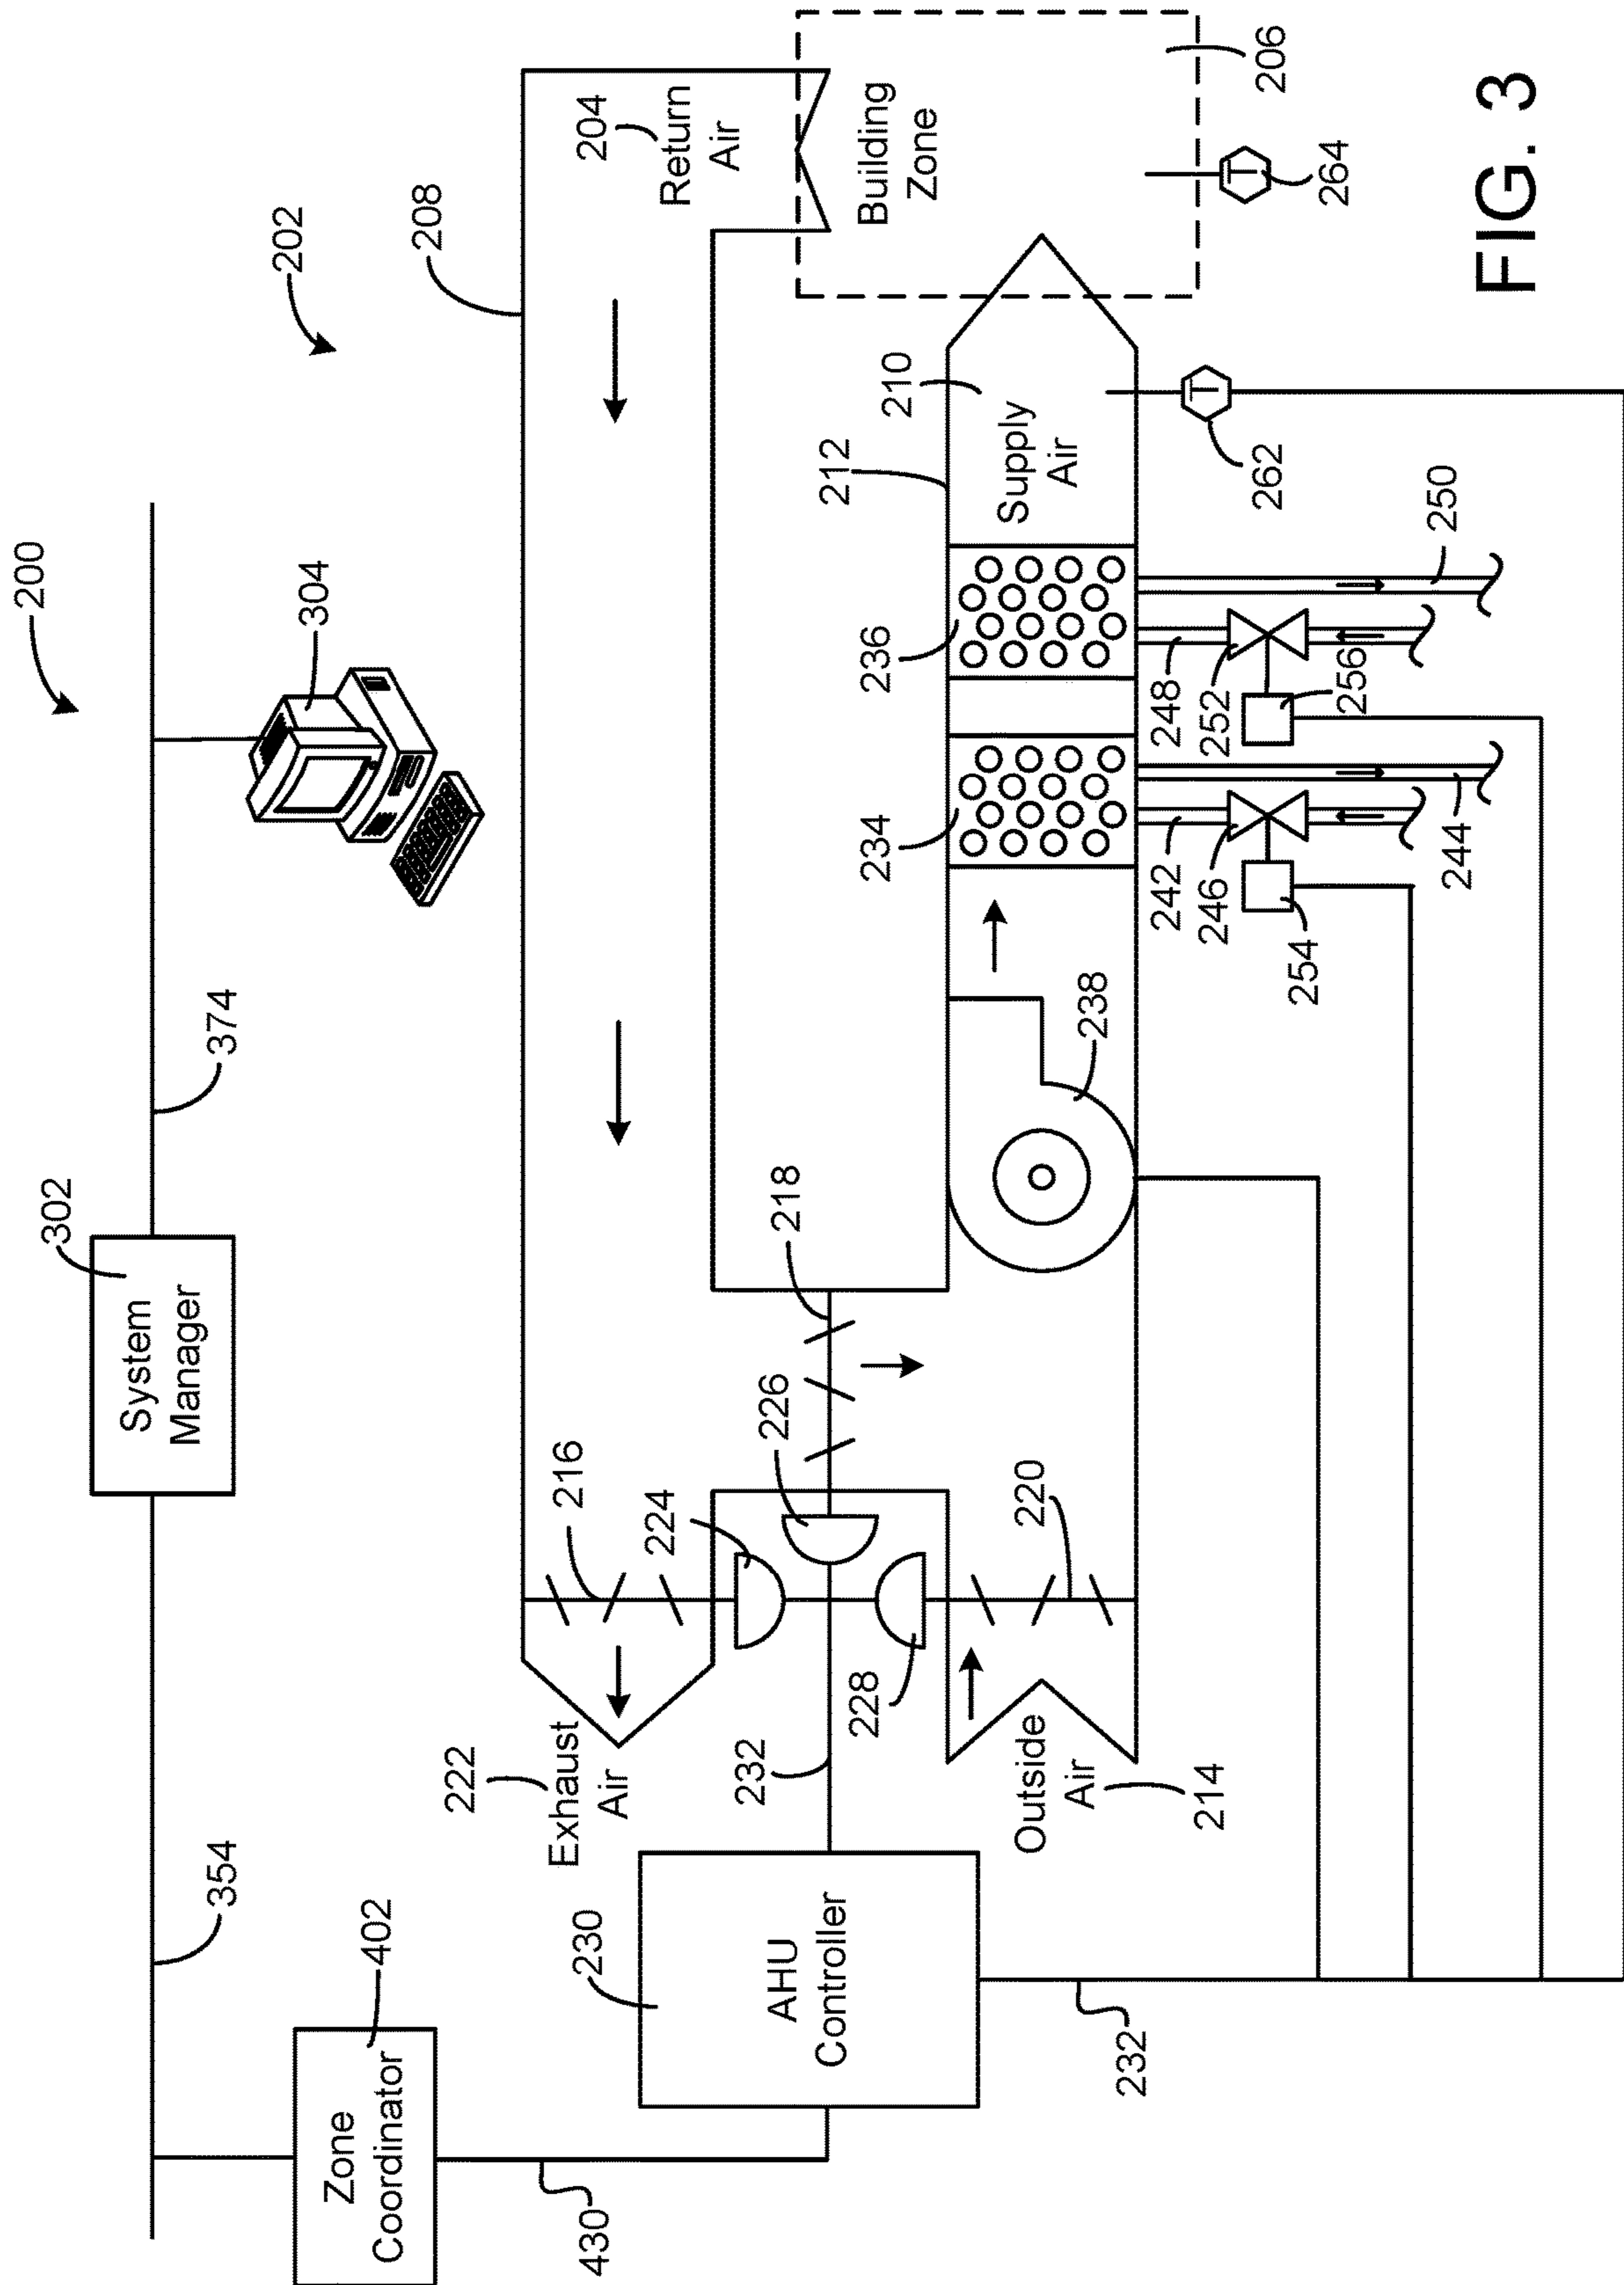 200
354
302
System
Manager
374
304
202
Zone
Coordinator
402
430
208
222
Exhaust
Air
216
224
226
218
204
Return
Air
230
AHU
Controller
232
228
220
Outside
Air
214
238
234
236
212
210
Supply
Air
Building
Zone
206
232
242
246
254
244
248
252
256
250
T
262
T
264
FIG. 3